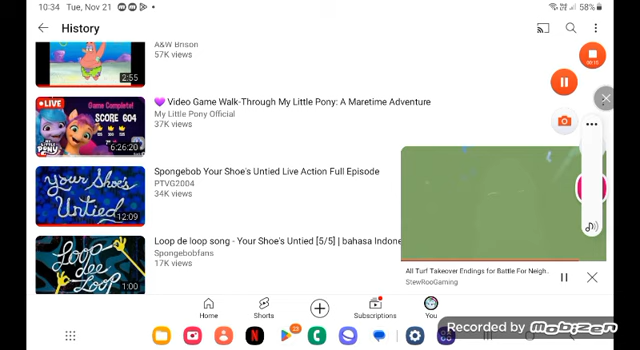 10:34 Tue, Nov 21
58%
History
A&W Brison
57K views
2:55
💜 Video Game Walk-Through My Little Pony: A Maretime Adventure
My Little Pony Official
37K views
LIVE
Game Complete!
SCORE 604
6:26:20
Spongebob Your Shoe's Untied Live Action Full Episode
PTVG2004
34K views
Your Shoe's
Untied
12:09
Loop de loop song - Your Shoe's Untied [5/5] | bahasa Indone
Spongebobfans
17K views
Loop
dee
Loop
1:00
All Turf Takeover Endings for Battle For Neigh.
StewRooGaming
Home
Shorts
Subscriptions
You
23
Recorded by Mobizen